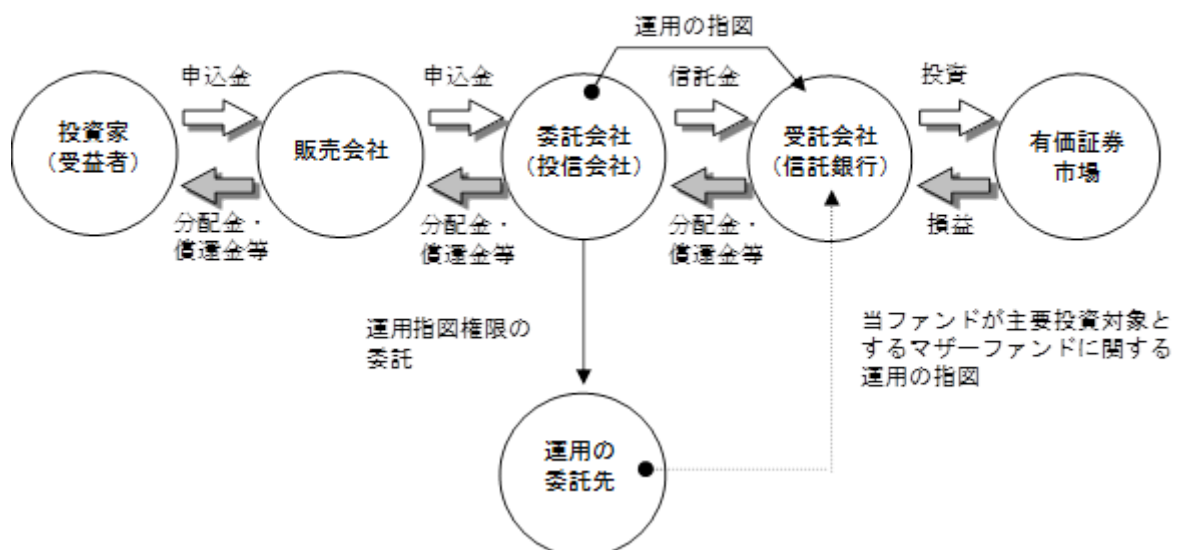 運用の指図
申込金
申込金
信託金
投資
投資家
(受益者)
販売会社
委託会社
(投信会社)
受託会社
(信託銀行)
有価証券
市場
分配金・
償還金等
分配金・
償還金等
分配金・
償還金等
損益
運用指図権限の
委託
当ファンドが主要投資対象と
するマザーファンドに関する
運用の指図
運用の
委託先